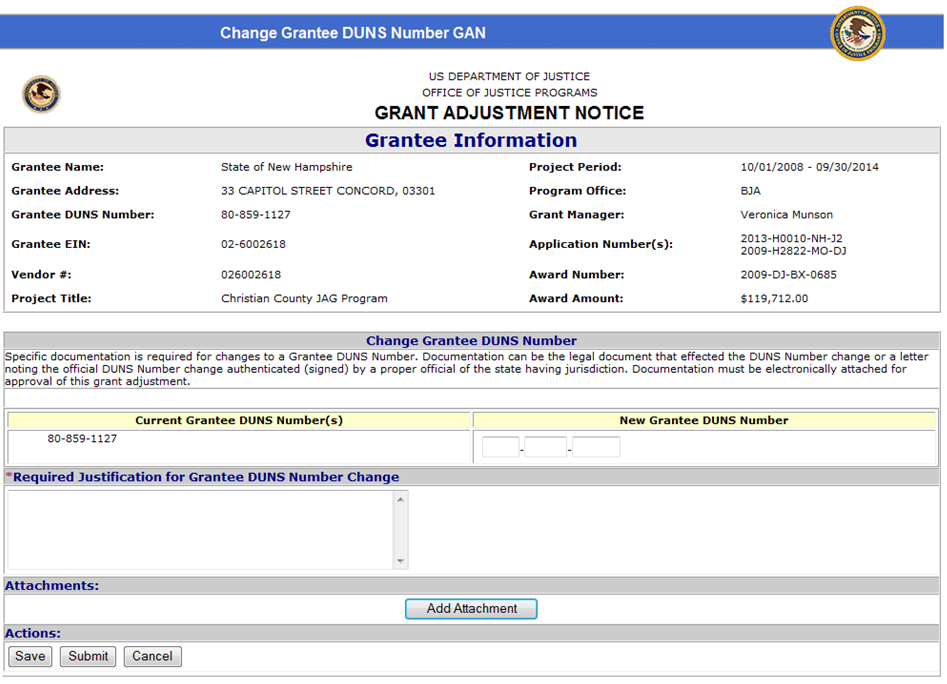 Change Grantee DUNS Number GAN
US DEPARTMENT OF JUSTICE
OFFICE OF JUSTICE PROGRAMS
GRANT ADJUSTMENT NOTICE
Grantee Information
Grantee Name: State of New Hampshire Project Period: 10/01/2008 - 09/30/2014
Grantee Address: 33 CAPITOL STREET CONCORD, 03301 Program Office: BJA
Grantee DUNS Number: 80-859-1127 Grant Manager: Veronica Munson
Grantee EIN: 02-6002618 Application Number(s): 2013-H0010-NH-J2
2009-H2822-MO-DJ
Vendor #: 026002618 Award Number: 2009-DJ-BX-0685
Project Title: Christian County JAG Program Award Amount: $119,712.00
Change Grantee DUNS Number
Specific documentation is required for changes to a Grantee DUNS Number. Documentation can be the legal document that effected the DUNS Number change or a letter
noting the official DUNS Number change authenticated (signed) by a proper official of the state having jurisdiction. Documentation must be electronically attached for
approval of this grant adjustment.
Current Grantee DUNS Number(s) New Grantee DUNS Number
80-859-1127 - -
*Required Justification for Grantee DUNS Number Change
Attachments:
Add Attachment
Actions:
Save Submit Cancel